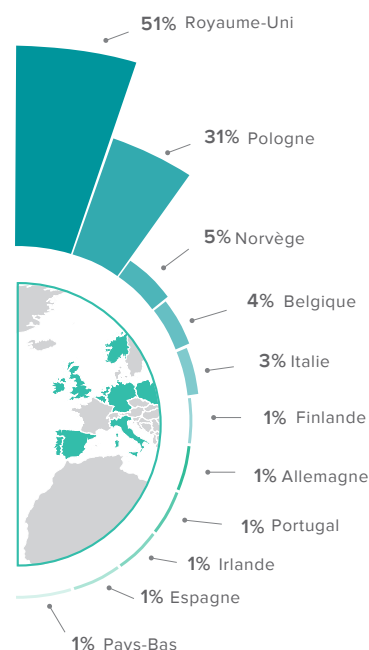 51% Royaume-Uni
31% Pologne
5% Norvège
4% Belgique
3% Italie
1% Finlande
1% Allemagne
1% Portugal
1% Irlande
1% Espagne
1% Pays-Bas